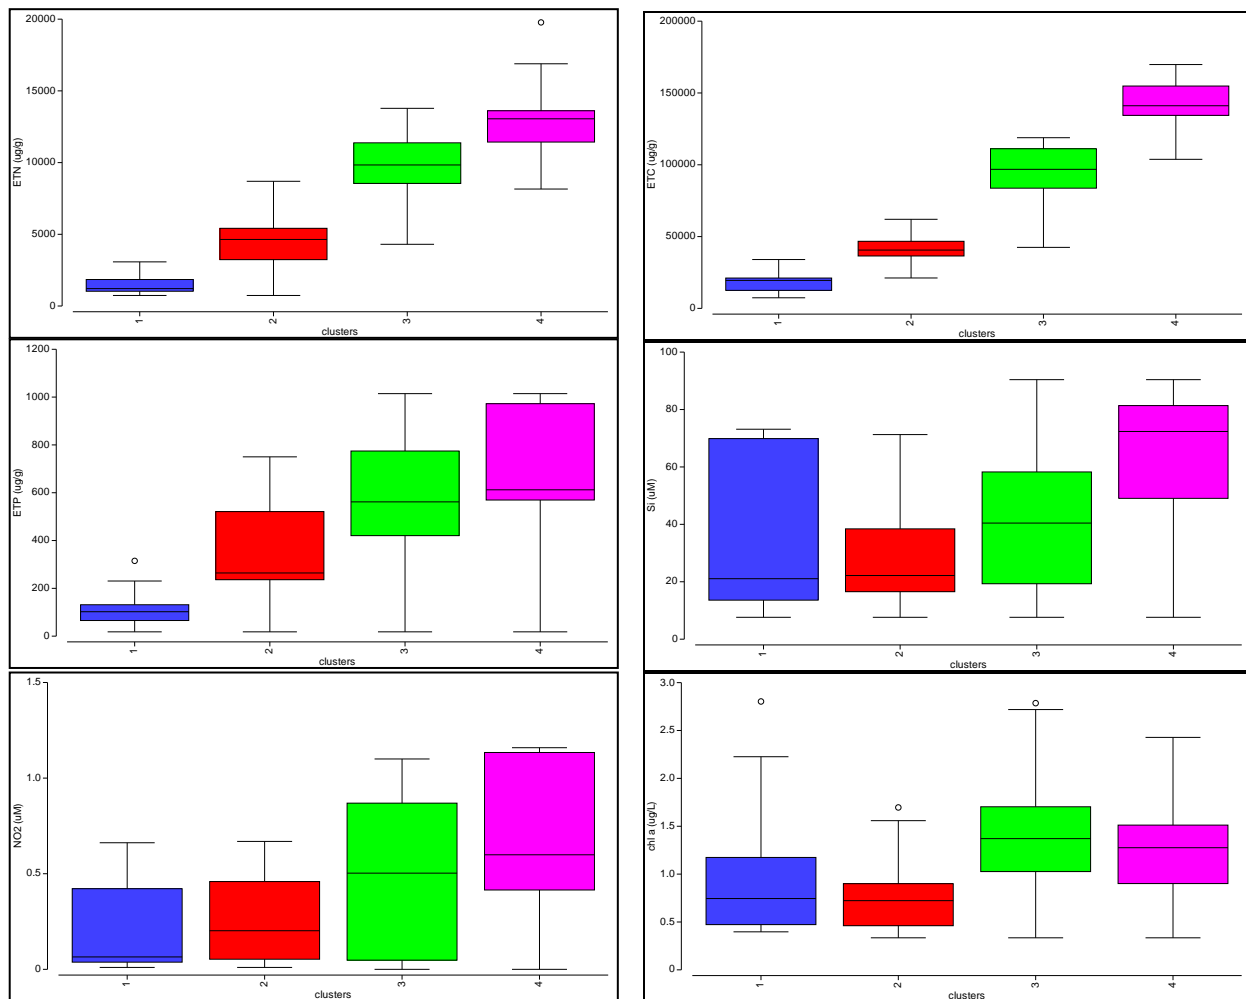 20000
15000
10000
5000
0
ETN (ug/g)
1 2 3 4
clusters
200000
150000
100000
50000
0
ETC (ug/g)
1 2 3 4
clusters
1200
1000
800
600
400
200
0
ETP (ug/g)
1 2 3 4
clusters
100
80
60
40
20
0
Si (uM)
1 2 3 4
clusters
1.5
1.0
0.5
0
NO2 (uM)
1 2 3 4
clusters
3.0
2.5
2.0
1.5
1.0
0.5
0
chl a (ug/L)
1 2 3 4
clusters